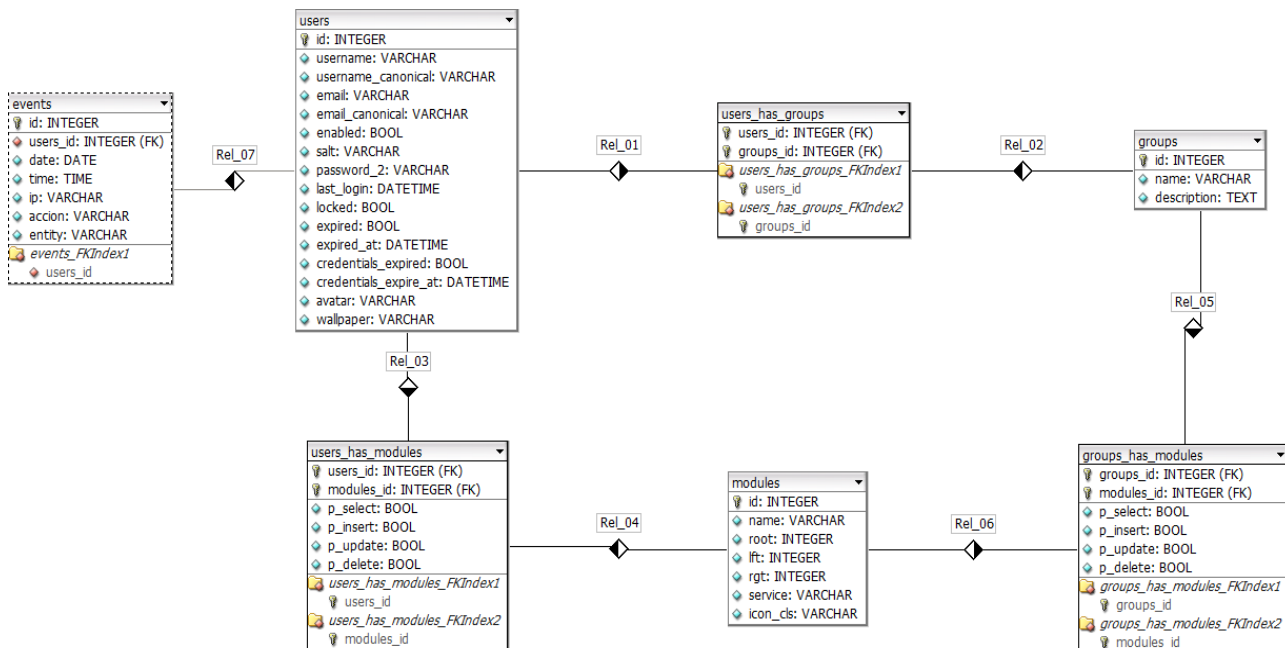 users
id: INTEGER
username: VARCHAR
username_canonical: VARCHAR
email: VARCHAR
email_canonical: VARCHAR
enabled: BOOL
salt: VARCHAR
password_2: VARCHAR
last_login: DATETIME
locked: BOOL
expired: BOOL
expired_at: DATETIME
credentials_expired: BOOL
credentials_expire_at: DATETIME
avatar: VARCHAR
wallpaper: VARCHAR
events
id: INTEGER
users_id: INTEGER (FK)
date: DATE
time: TIME
ip: VARCHAR
accion: VARCHAR
entity: VARCHAR
events_FKIndex1
users_id
Rel_07
Rel_01
users_has_groups
users_id: INTEGER (FK)
groups_id: INTEGER (FK)
users_has_groups_FKIndex1
users_id
users_has_groups_FKIndex2
groups_id
Rel_02
groups
id: INTEGER
name: VARCHAR
description: TEXT
Rel_05
Rel_03
users_has_modules
users_id: INTEGER (FK)
modules_id: INTEGER (FK)
p_select: BOOL
p_insert: BOOL
p_update: BOOL
p_delete: BOOL
users_has_modules_FKIndex1
users_id
users_has_modules_FKIndex2
modules_id
Rel_04
modules
id: INTEGER
name: VARCHAR
root: INTEGER
lft: INTEGER
rgt: INTEGER
service: VARCHAR
icon_cls: VARCHAR
Rel_06
groups_has_modules
groups_id: INTEGER (FK)
modules_id: INTEGER (FK)
p_select: BOOL
p_insert: BOOL
p_update: BOOL
p_delete: BOOL
groups_has_modules_FKIndex1
groups_id
groups_has_modules_FKIndex2
modules_id